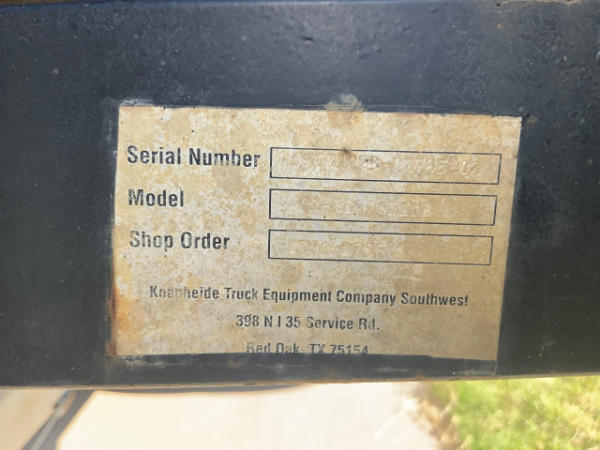 Serial Number
Model
Shop Order
Knapheide Truck Equipment Company Southwest
398 N I 35 Service Rd.
Red Oak, TX 75154